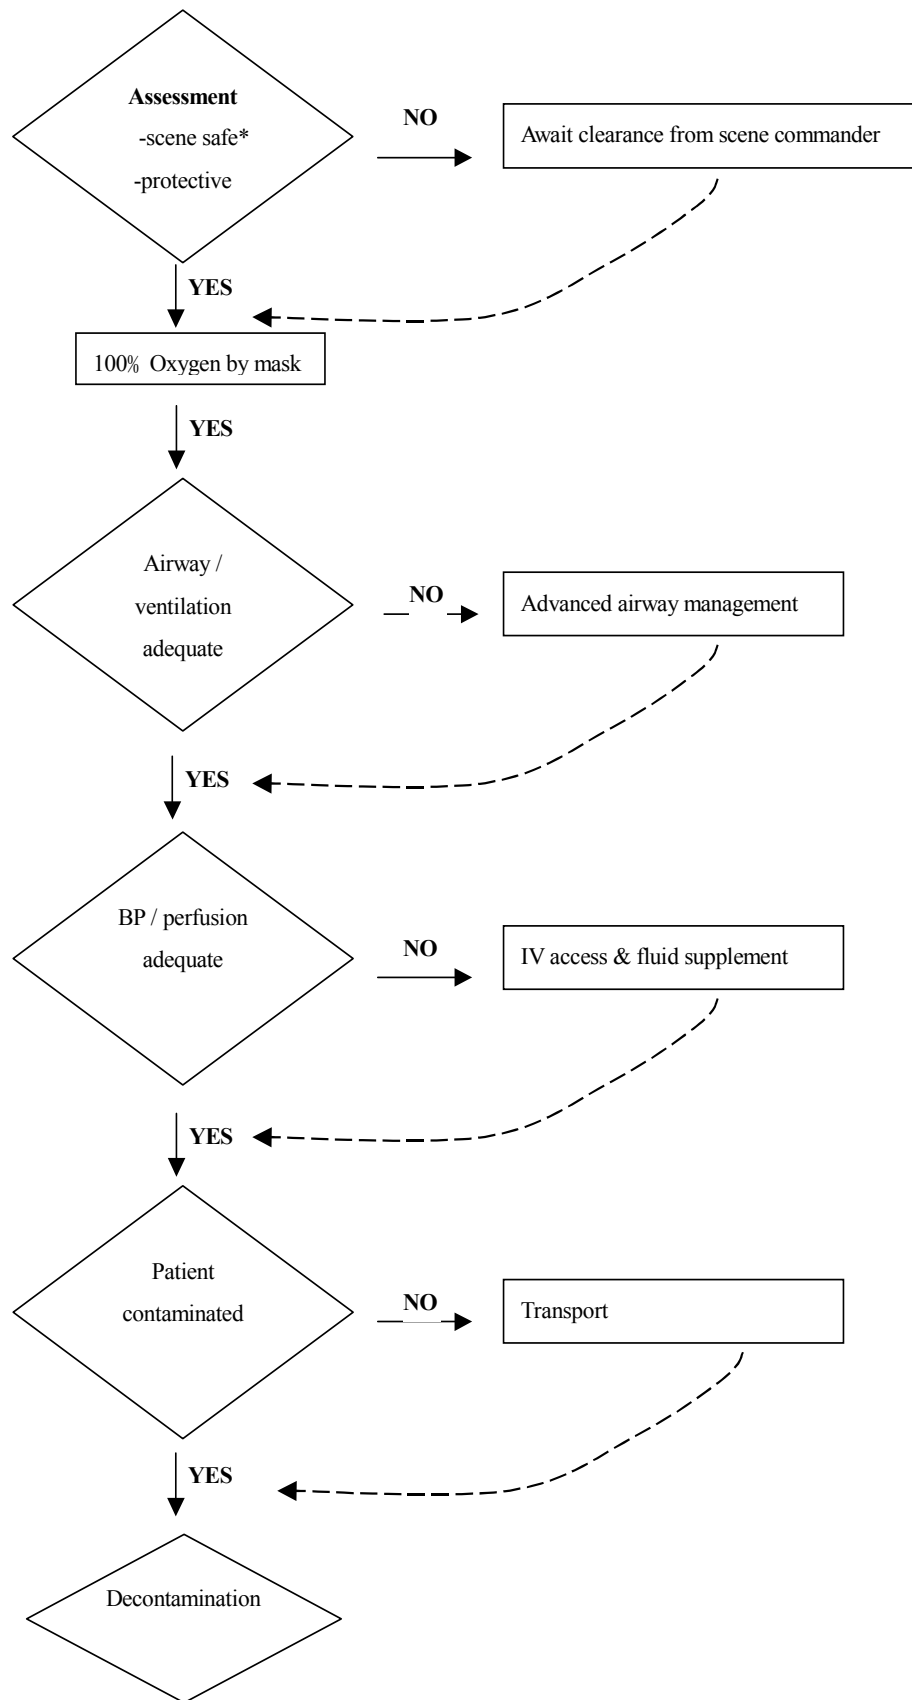 Assessment
-scene safe*
-protective
NO
Await clearance from scene commander
YES
100% Oxygen by mask
YES
Airway /
ventilation
adequate
NO
Advanced airway management
YES
BP / perfusion
adequate
NO
IV access & fluid supplement
YES
Patient
contaminated
NO
Transport
YES
Decontamination